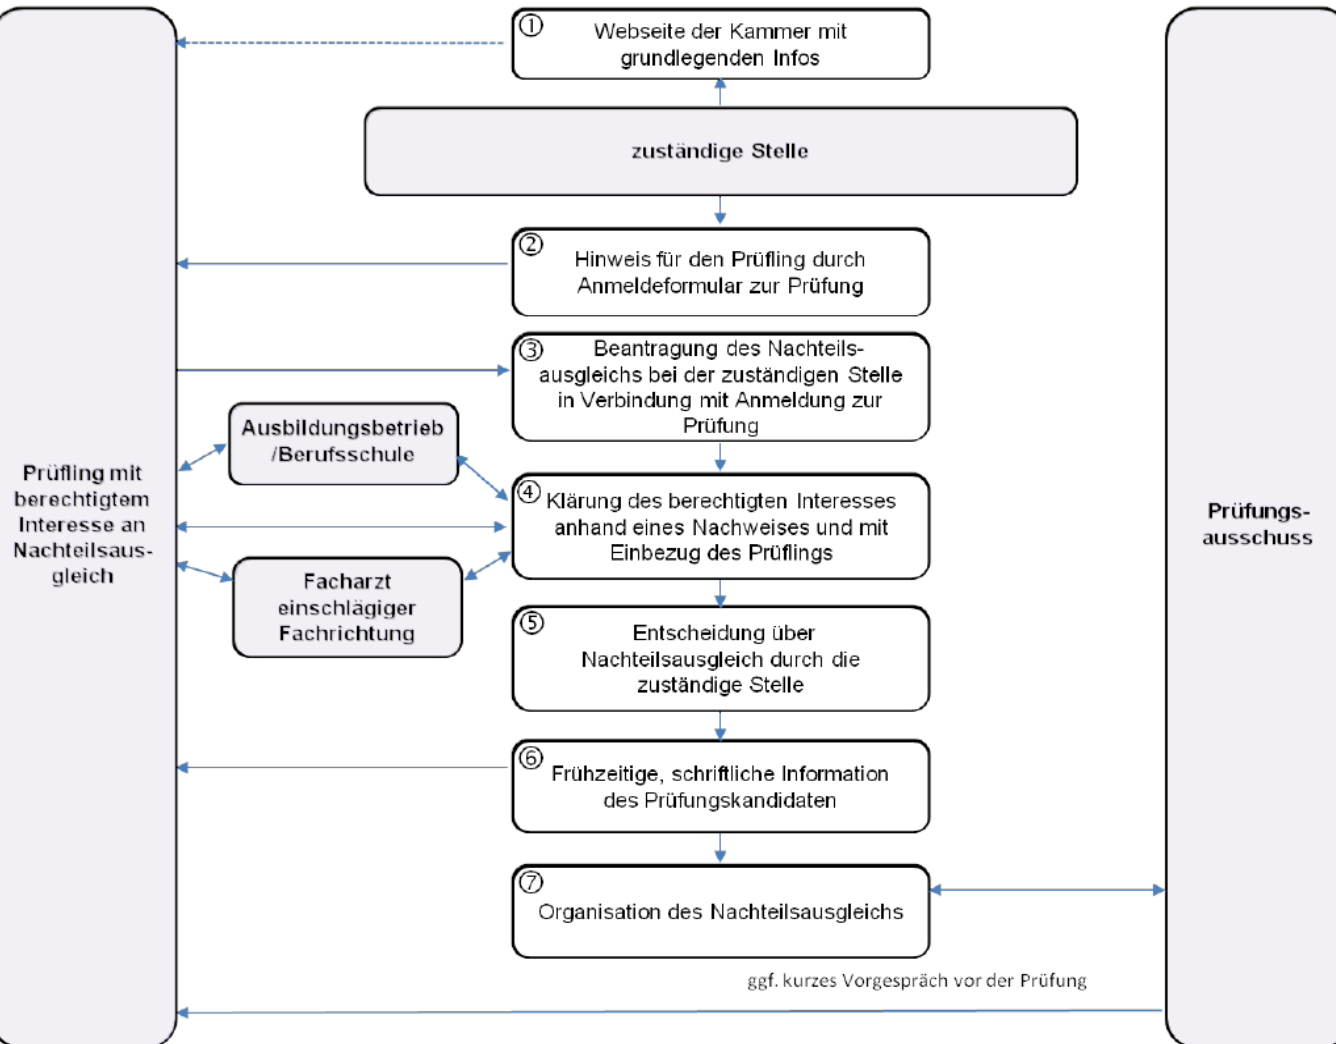 ①
Webseite der Kammer mit
grundlegenden Infos
zuständige Stelle
②
Hinweis für den Prüfling durch
Anmeldeformular zur Prüfung
③
Beantragung des Nachteils-
ausgleichs bei der zuständigen Stelle
in Verbindung mit Anmeldung zur
Prüfung
Ausbildungsbetrieb
/Berufsschule
Prüfling mit
berechtigtem
Interesse an
Nachteilsaus-
gleich
④
Klärung des berechtigten Interesses
anhand eines Nachweises und mit
Einbezug des Prüflings
Prüfungs-
ausschuss
Facharzt
einschlägiger
Fachrichtung
⑤
Entscheidung über
Nachteilsausgleich durch die
zuständige Stelle
⑥
Frühzeitige, schriftliche Information
des Prüfungskandidaten
⑦
Organisation des Nachteilsausgleichs
ggf. kurzes Vorgespräch vor der Prüfung